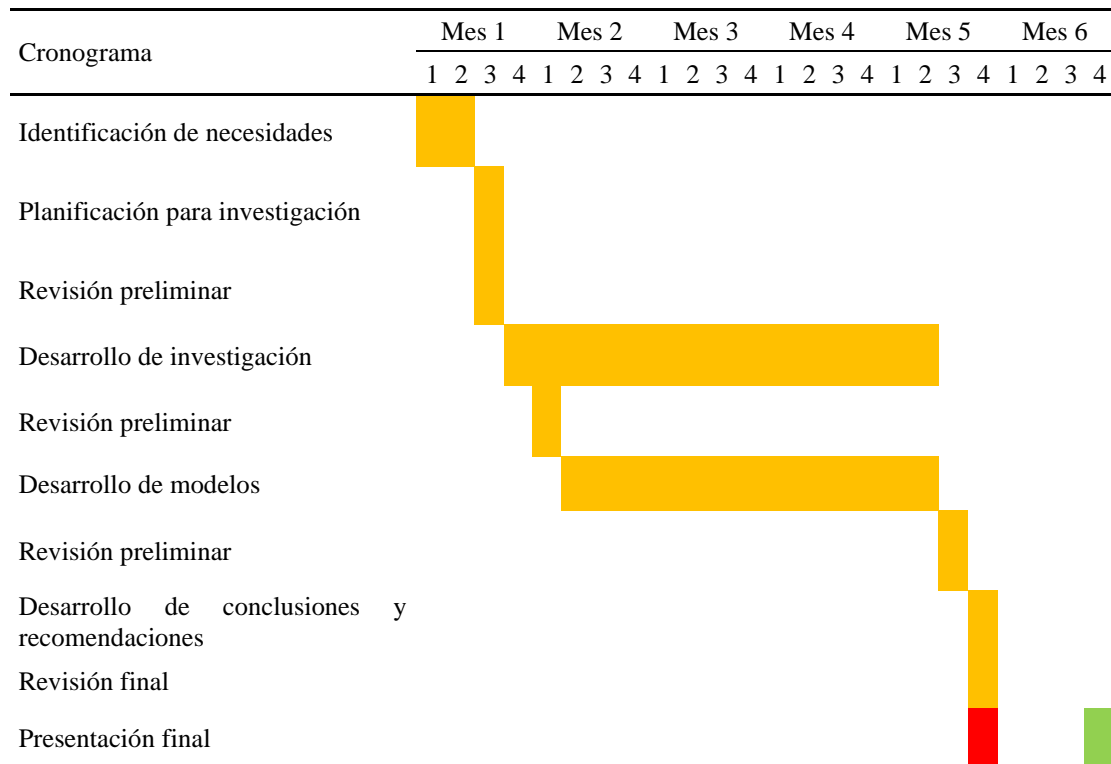 Cronograma
Mes 1 Mes 2 Mes 3 Mes 4 Mes 5 Mes 6
1 2 3 4 1 2 3 4 1 2 3 4 1 2 3 4 1 2 3 4 1 2 3 4
Identificación de necesidades
Planificación para investigación
Revisión preliminar
Desarrollo de investigación
Revisión preliminar
Desarrollo de modelos
Revisión preliminar
Desarrollo de conclusiones y
recomendaciones
Revisión final
Presentación final